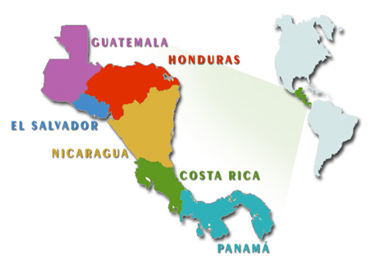 GUATEMALA
HONDURAS
EL SALVADOR
NICARAGUA
COSTA RICA
PANAMÁ